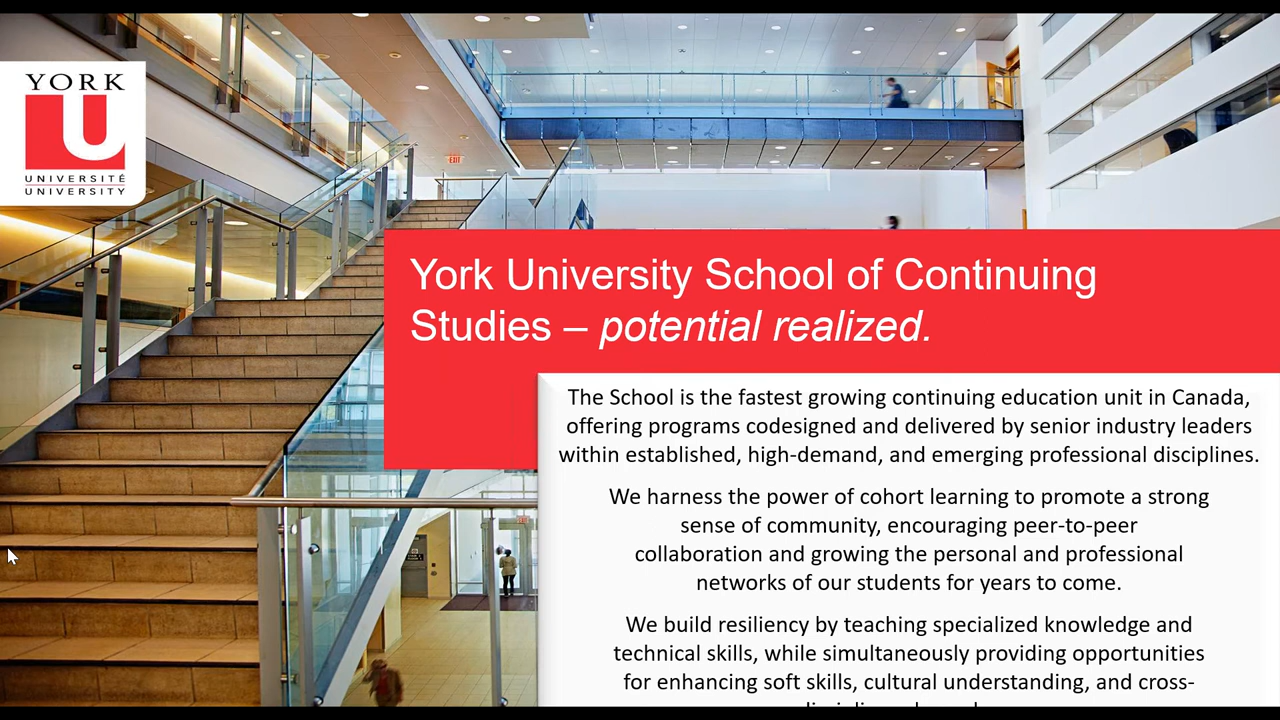 YORK
U
UNIVERSITÉ
UNIVERSITY
EXIT
York University School of Continuing
Studies – potential realized.
The School is the fastest growing continuing education unit in Canada,
offering programs codesigned and delivered by senior industry leaders
within established, high-demand, and emerging professional disciplines.
We harness the power of cohort learning to promote a strong
sense of community, encouraging peer-to-peer
collaboration and growing the personal and professional
networks of our students for years to come.
We build resiliency by teaching specialized knowledge and
technical skills, while simultaneously providing opportunities
for enhancing soft skills, cultural understanding, and cross-